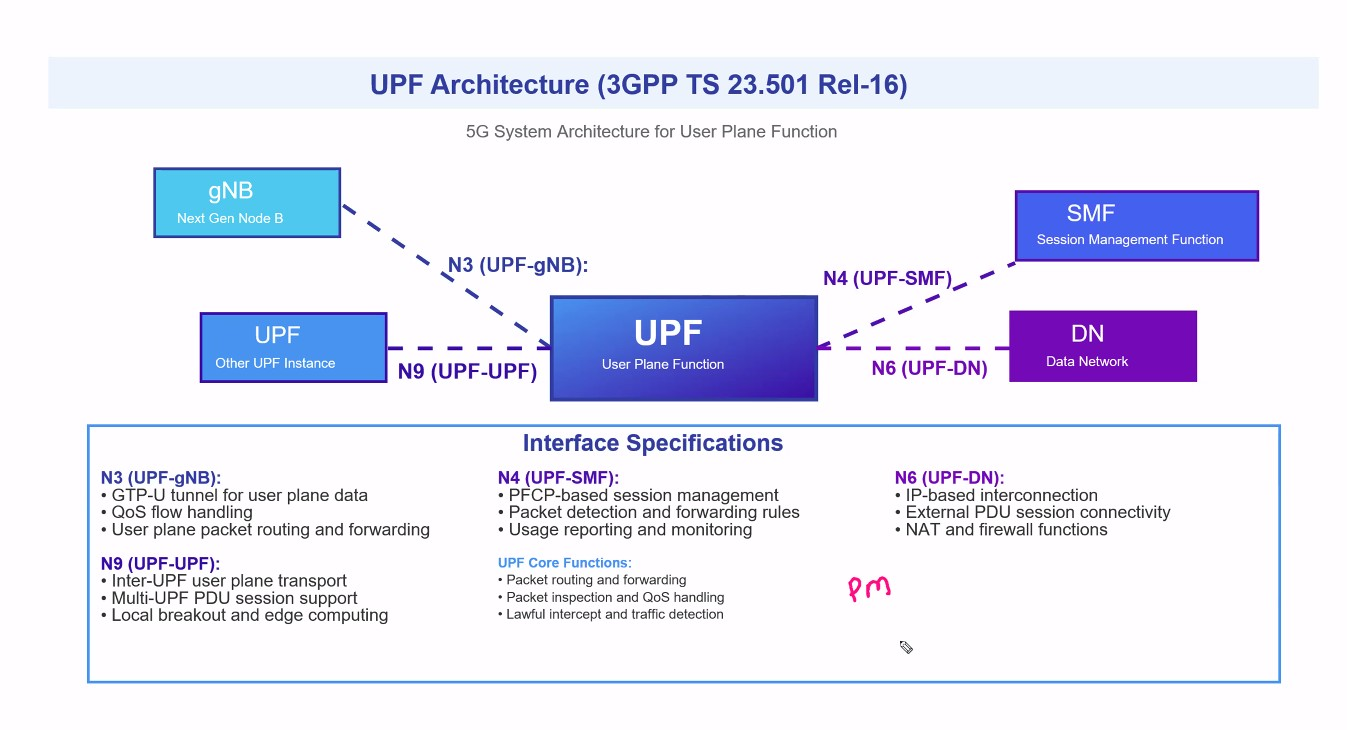 UPF Architecture (3GPP TS 23.501 Rel-16)
5G System Architecture for User Plane Function
gNB
Next Gen Node B
SMF
Session Management Function
N3 (UPF-gNB):
N4 (UPF-SMF)
UPF
Other UPF Instance
UPF
User Plane Function
DN
Data Network
N9 (UPF-UPF)
N6 (UPF-DN)
Interface Specifications
N3 (UPF-gNB):
• GTP-U tunnel for user plane data
• QoS flow handling
• User plane packet routing and forwarding
N9 (UPF-UPF):
• Inter-UPF user plane transport
• Multi-UPF PDU session support
• Local breakout and edge computing
N4 (UPF-SMF):
• PFCP-based session management
• Packet detection and forwarding rules
• Usage reporting and monitoring
UPF Core Functions:
• Packet routing and forwarding
• Packet inspection and QoS handling
• Lawful intercept and traffic detection
N6 (UPF-DN):
• IP-based interconnection
• External PDU session connectivity
• NAT and firewall functions
PM